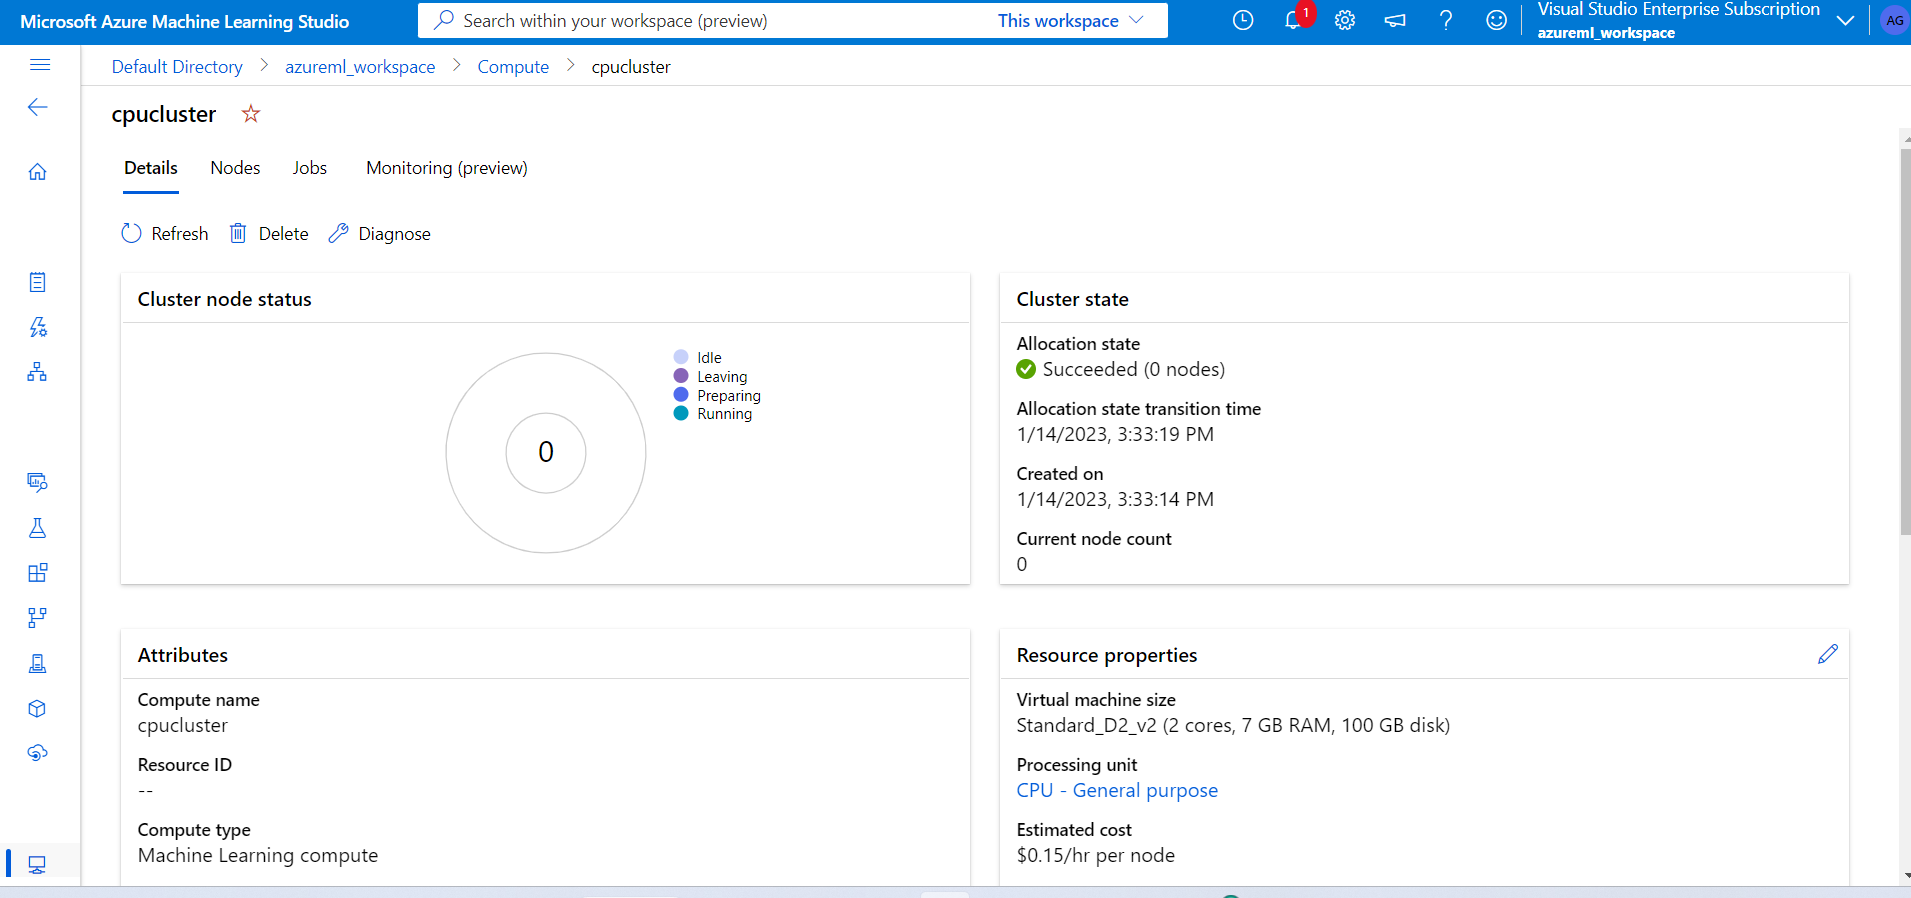 Microsoft Azure Machine Learning Studio
Search within your workspace (preview)
This workspace
1
Visual Studio Enterprise Subscription
azureml_workspace
AG
Default Directory > azureml_workspace > Compute > cpucluster
cpucluster
Details Nodes Jobs Monitoring (preview)
Refresh Delete Diagnose
Cluster node status
Idle
Leaving
Preparing
Running
0
Cluster state
Allocation state
Succeeded (0 nodes)
Allocation state transition time
1/14/2023, 3:33:19 PM
Created on
1/14/2023, 3:33:14 PM
Current node count
0
Attributes
Compute name
cpucluster
Resource ID
--
Compute type
Machine Learning compute
Resource properties
Virtual machine size
Standard_D2_v2 (2 cores, 7 GB RAM, 100 GB disk)
Processing unit
CPU - General purpose
Estimated cost
$0.15/hr per node